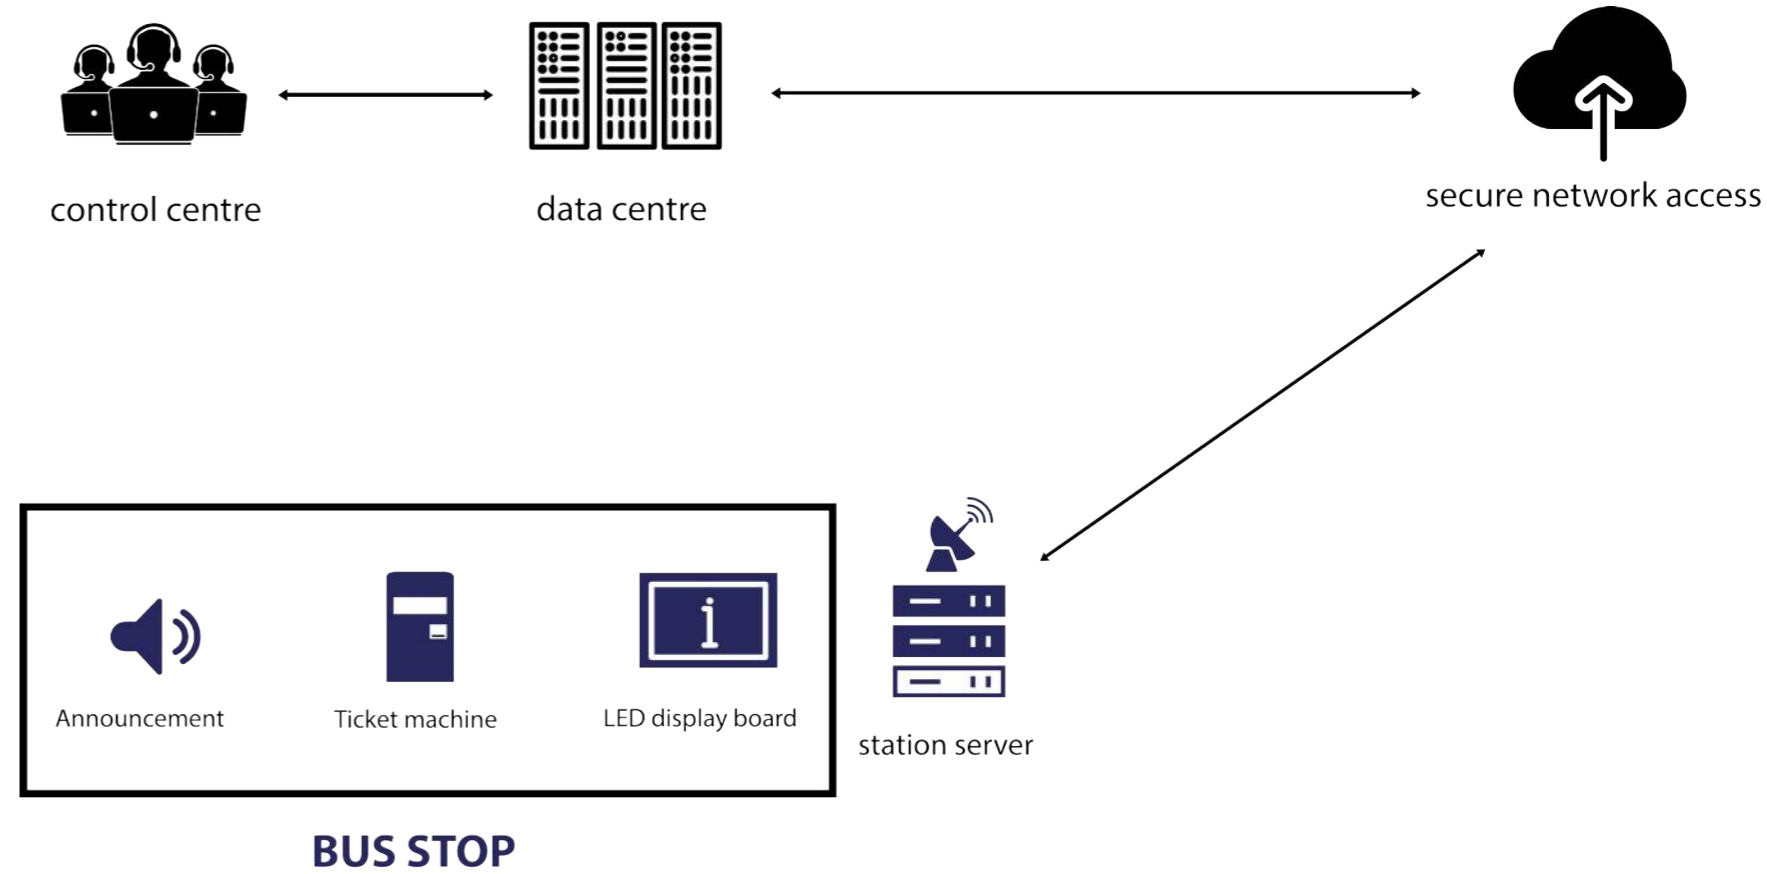 control centre
data centre
secure network access
Announcement
Ticket machine
LED display board
station server
BUS STOP